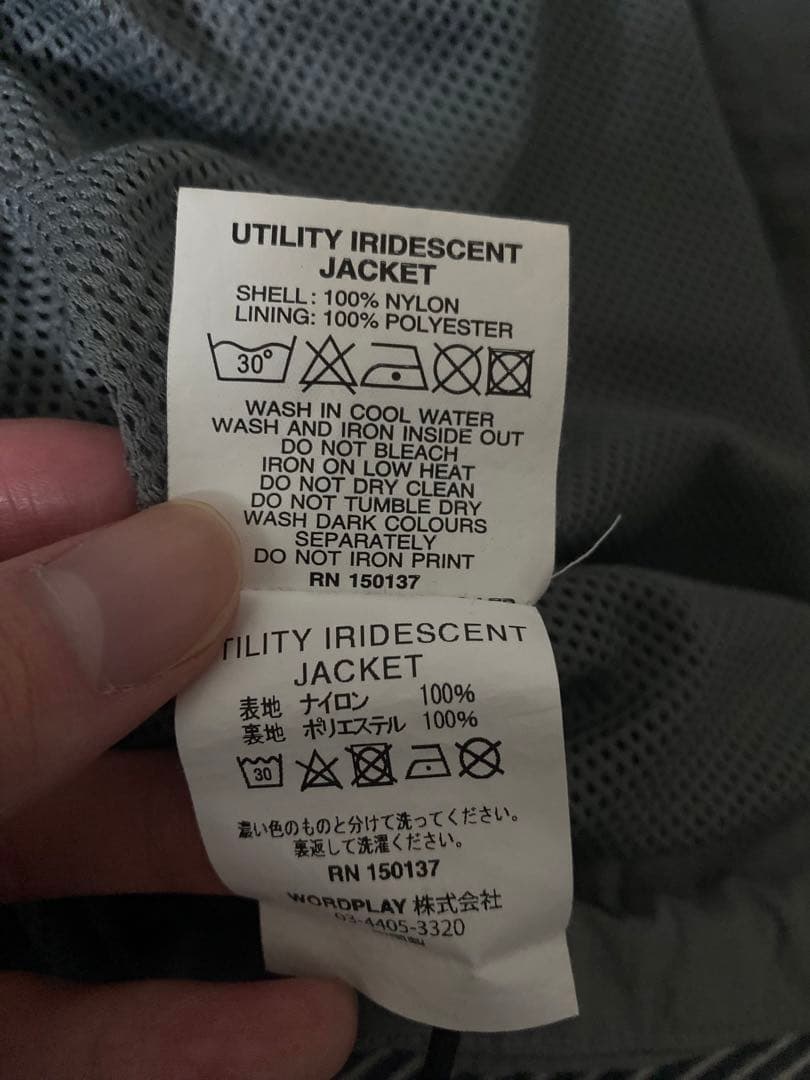 UTILITY IRIDESCENT
JACKET
SHELL: 100% NYLON
LINING: 100% POLYESTER
30°
WASH IN COOL WATER
WASH AND IRON INSIDE OUT
DO NOT BLEACH
IRON ON LOW HEAT
DO NOT DRY CLEAN
DO NOT TUMBLE DRY
WASH DARK COLOURS
SEPARATELY
DO NOT IRON PRINT
RN 150137
TILITY IRIDESCENT
JACKET
表地 ナイロン 100%
裏地 ポリエステル 100%
30
濃い色のものと分けて洗ってください。
裏返して洗濯ください。
RN 150137
WORDPLAY 株式会社
03-4405-3320